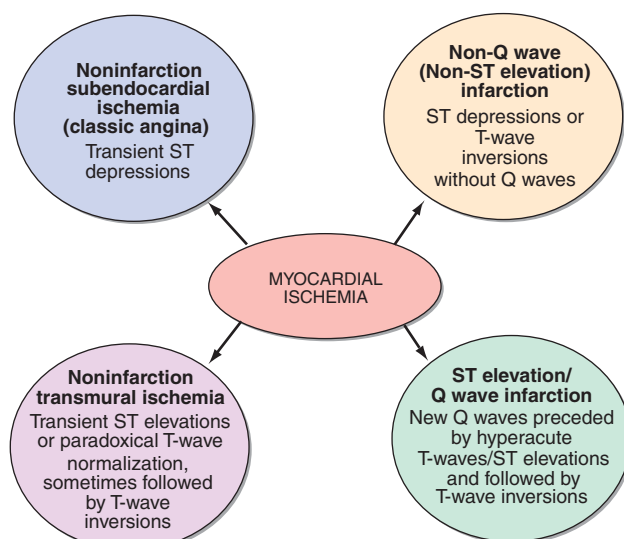 Noninfarction
subendocardial
ischemia
(classic angina)
Transient ST
depressions
Non-Q wave
(Non-ST elevation)
infarction
ST depressions or
T-wave
inversions
without Q waves
MYOCARDIAL
ISCHEMIA
Noninfarction
transmural ischemia
Transient ST elevations
or paradoxical T-wave
normalization,
sometimes followed
by T-wave
inversions
ST elevation/
Q wave infarction
New Q waves preceded
by hyperacute
T-waves/ST elevations
and followed by
T-wave inversions